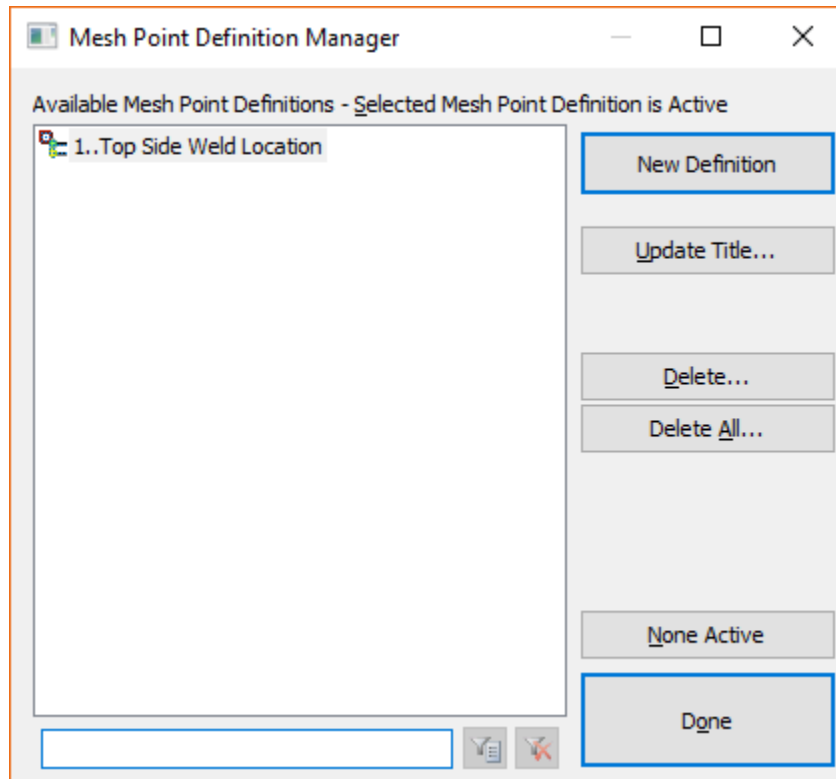 Mesh Point Definition Manager
Available Mesh Point Definitions - Selected Mesh Point Definition is Active
1..Top Side Weld Location
New Definition
Update Title...
Delete...
Delete All...
None Active
Done